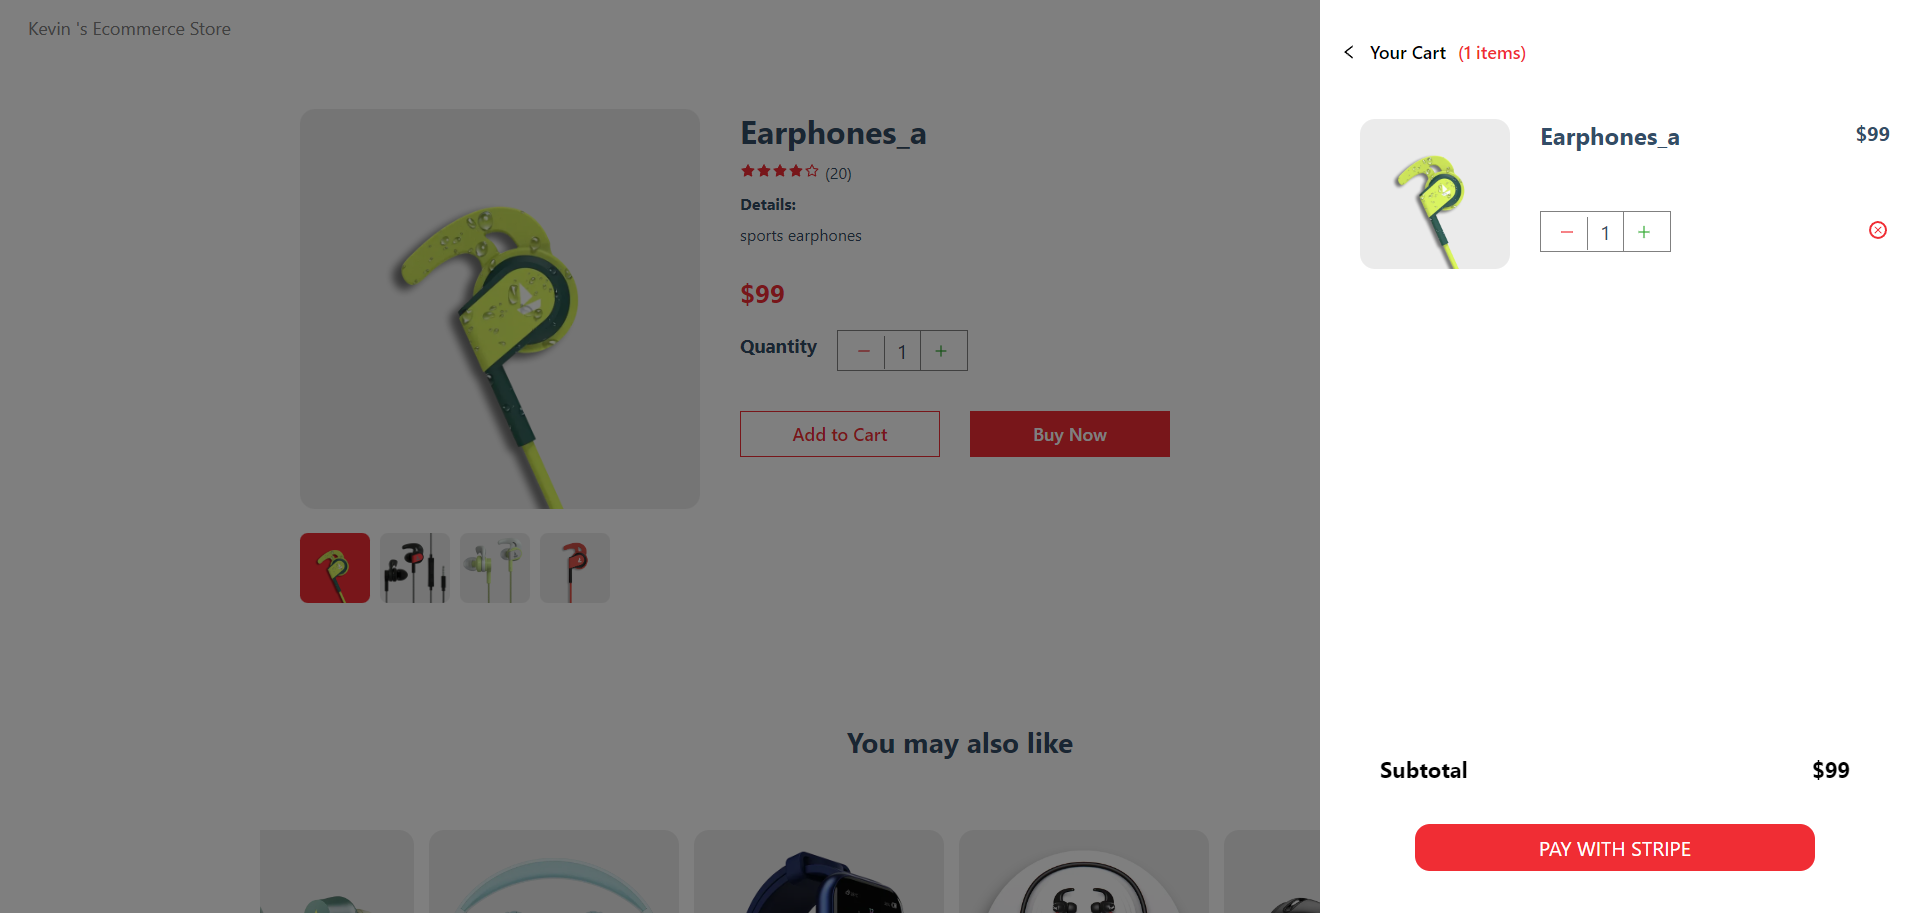 Kevin 's Ecommerce Store
Earphones_a
(20)
Details:
sports earphones
$99
Quantity
1
Add to Cart
Buy Now
You may also like
Your Cart (1 items)
Earphones_a
$99
1
Subtotal
$99
PAY WITH STRIPE